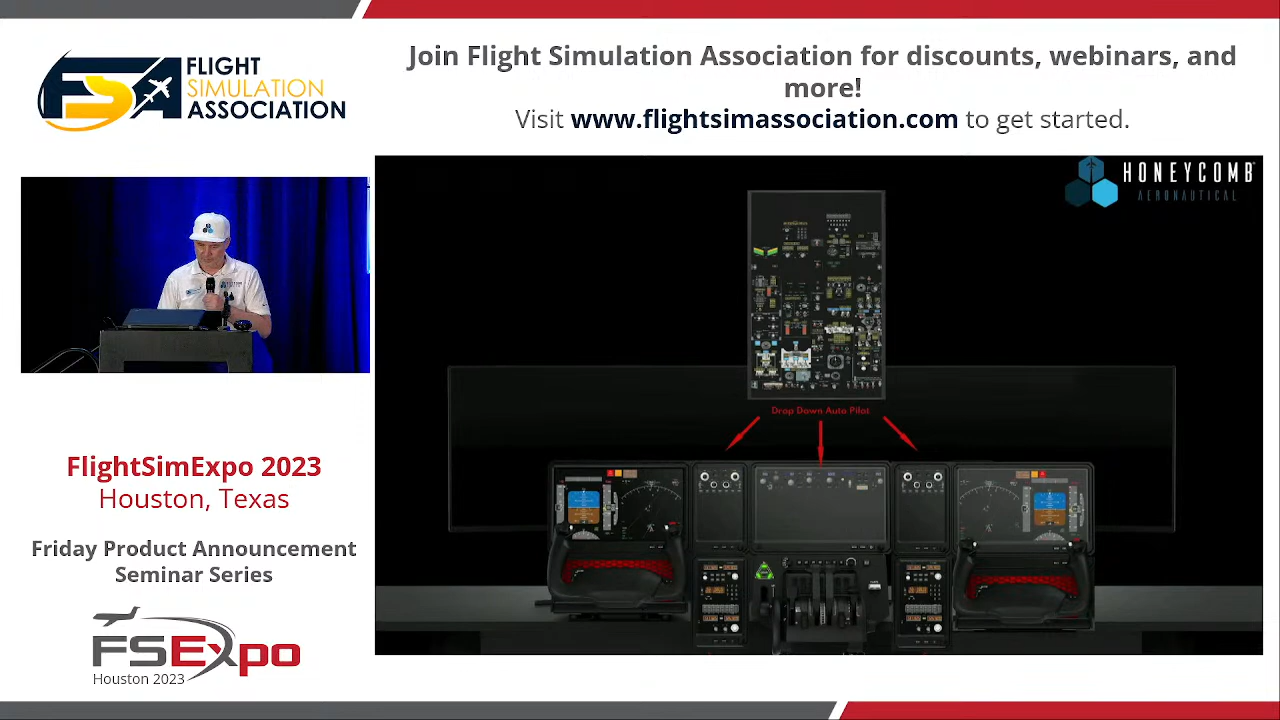 FLIGHT
SIMULATION
ASSOCIATION
Join Flight Simulation Association for discounts, webinars, and
more!
Visit www.flightsimassociation.com to get started.
HONEYCOMB
AERONAUTICAL
Drop Down Auto Pilot
FlightSimExpo 2023
Houston, Texas
Friday Product Announcement
Seminar Series
FSExpo
Houston 2023